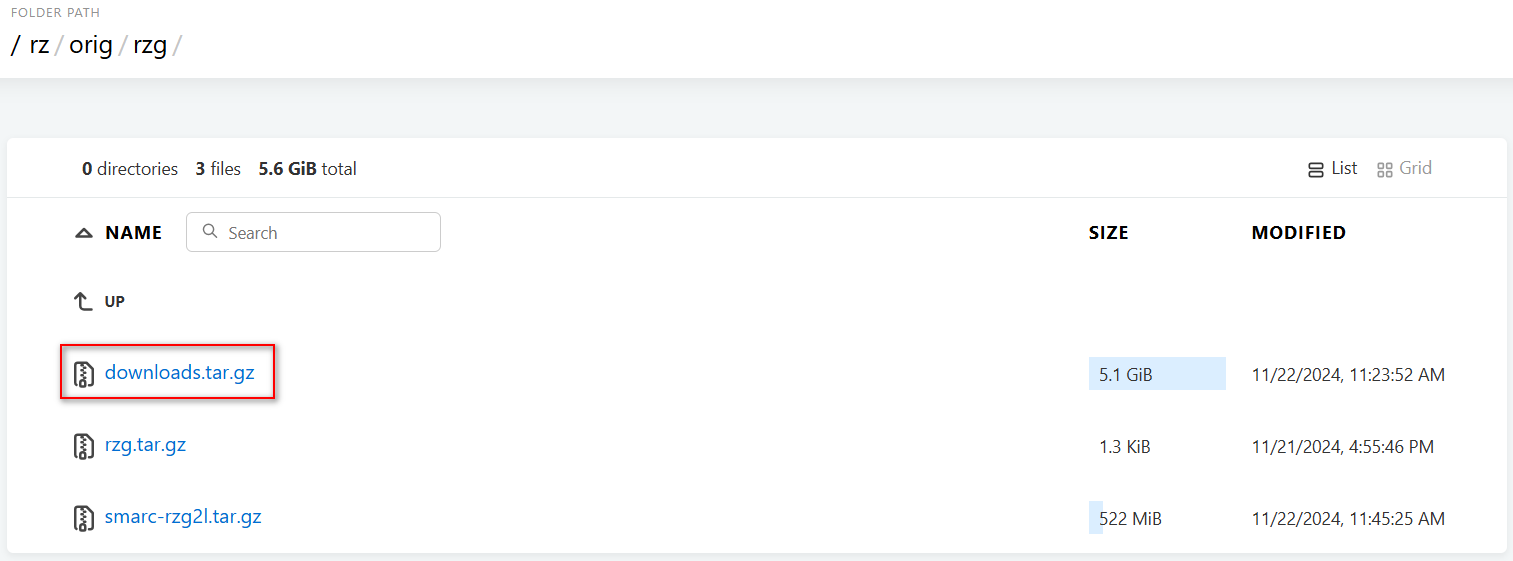 FOLDER PATH
/ rz / orig / rzg /
0 directories 3 files 5.6 GiB total List Grid
NAME Search SIZE MODIFIED
UP
downloads.tar.gz 5.1 GiB 11/22/2024, 11:23:52 AM
rzg.tar.gz 1.3 KiB 11/21/2024, 4:55:46 PM
smarc-rzg2l.tar.gz 522 MiB 11/22/2024, 11:45:25 AM